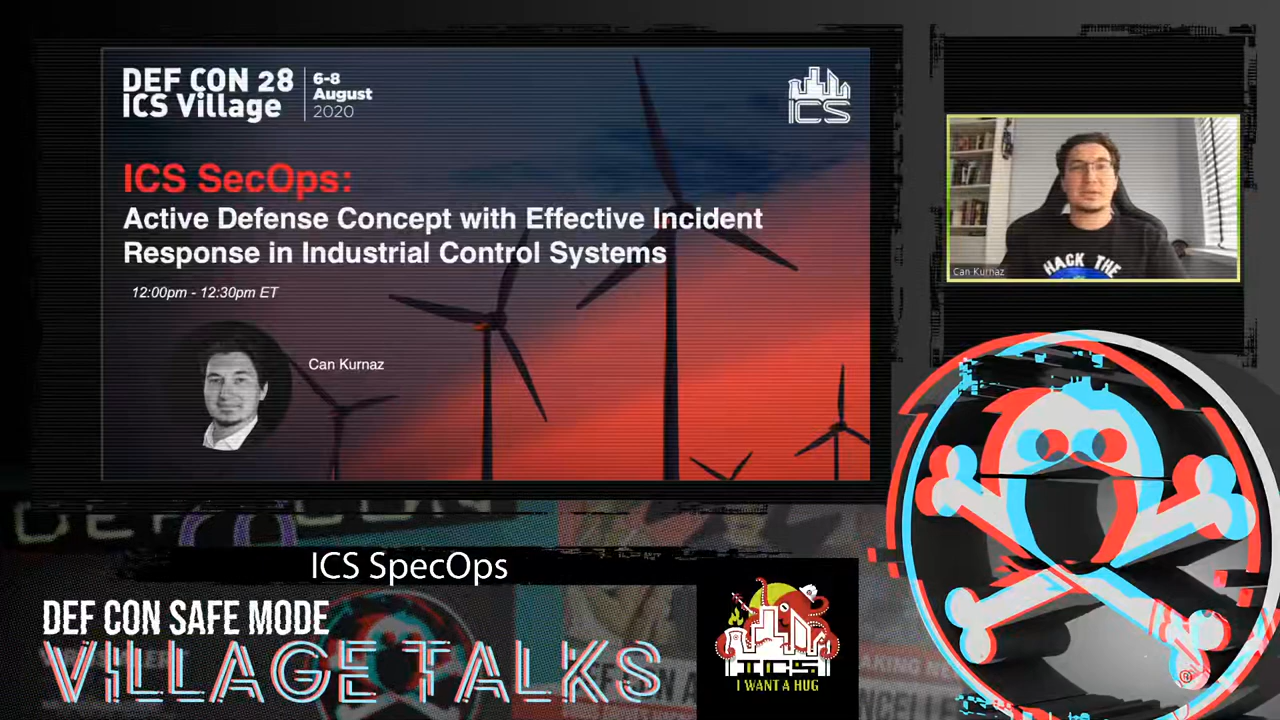 DEF CON 28
ICS Village
6-8
August
2020
ICS
ICS SecOps:
Active Defense Concept with Effective Incident
Response in Industrial Control Systems
12:00pm - 12:30pm ET
Can Kurnaz
HACK THE
Can Kurnaz
DEF CON
ICS SpecOps
DEF CON SAFE MODE
VILLAGE TALKS
ICS
I WANT A HUG